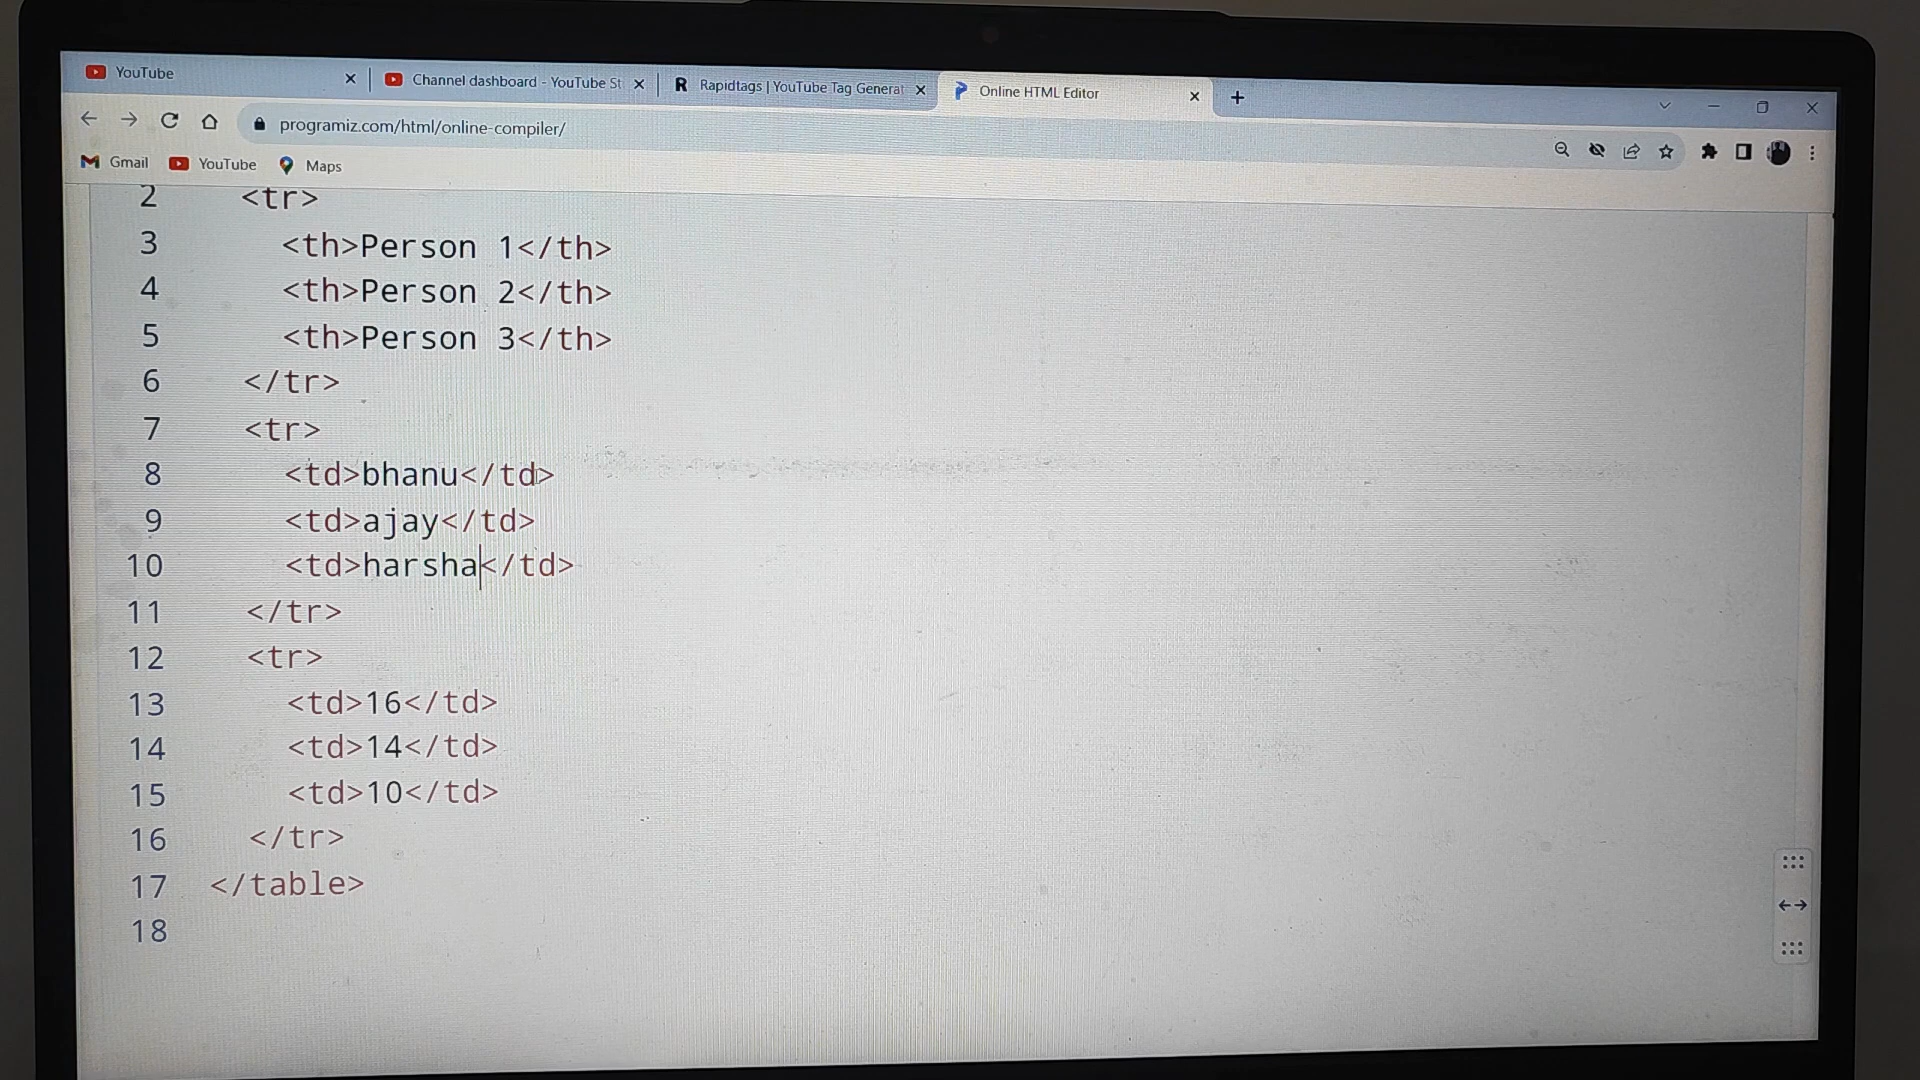 YouTube
Channel dashboard - YouTube St
Rapidtags | YouTube Tag Generat
Online HTML Editor
programiz.com/html/online-compiler/
Gmail
YouTube
Maps
2 <tr>
3 <th>Person 1</th>
4 <th>Person 2</th>
5 <th>Person 3</th>
6 </tr>
7 <tr>
8 <td>bhanu</td>
9 <td>ajay</td>
10 <td>harsha</td>
11 </tr>
12 <tr>
13 <td>16</td>
14 <td>14</td>
15 <td>10</td>
16 </tr>
17 </table>
18